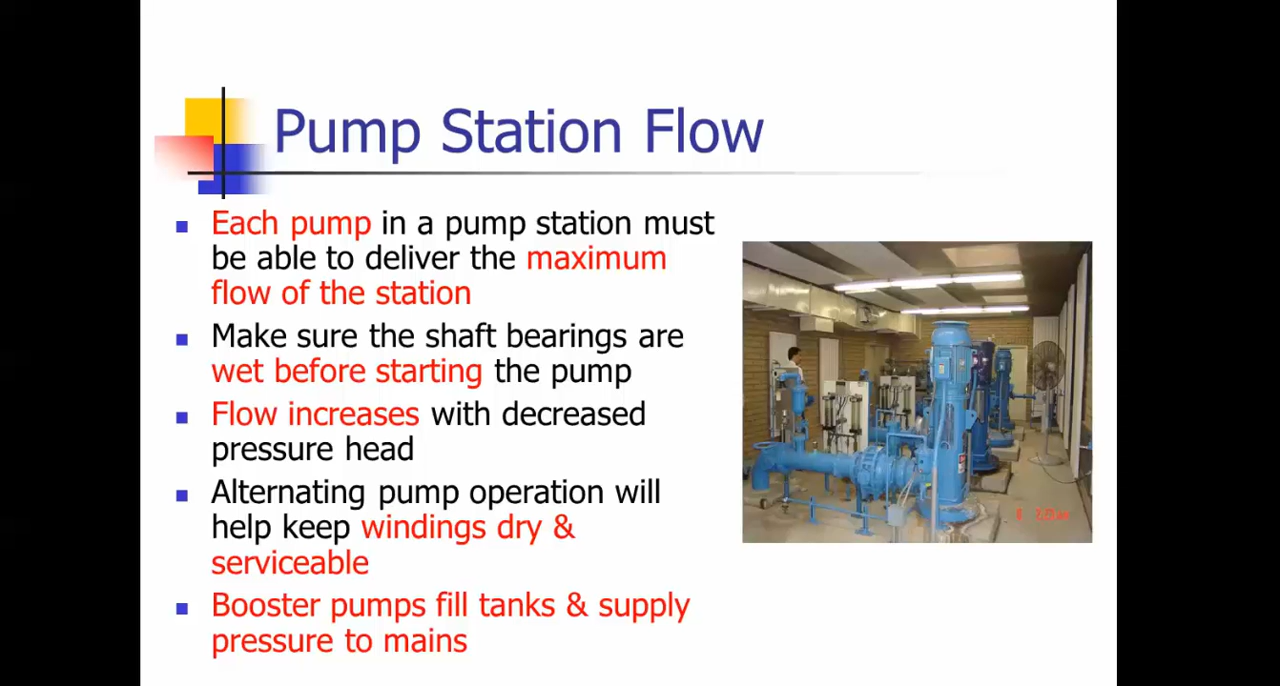 Pump Station Flow
Each pump in a pump station must
be able to deliver the maximum
flow of the station
Make sure the shaft bearings are
wet before starting the pump
Flow increases with decreased
pressure head
Alternating pump operation will
help keep windings dry &
serviceable
Booster pumps fill tanks & supply
pressure to mains